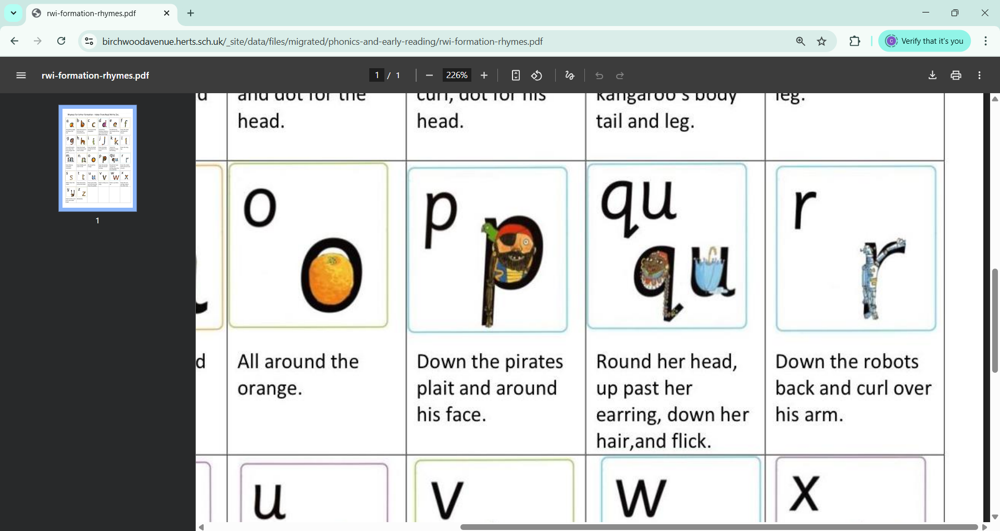 rwi-formation-rhymes.pdf
birchwoodavenue.herts.sch.uk/_site/data/files/migrated/phonics-and-early-reading/rwi-formation-rhymes.pdf
C Verify that it's you
rwi-formation-rhymes.pdf
1 / 1
226%
1
d
and dot for the
head.
curl, dot for his
head.
kangaroo's body
tail and leg.
leg.
o
o
p
p
qu
qu
r
r
d
All around the
orange.
Down the pirates
plait and around
his face.
Round her head,
up past her
earring, down her
hair,and flick.
Down the robots
back and curl over
his arm.
u
v
w
x